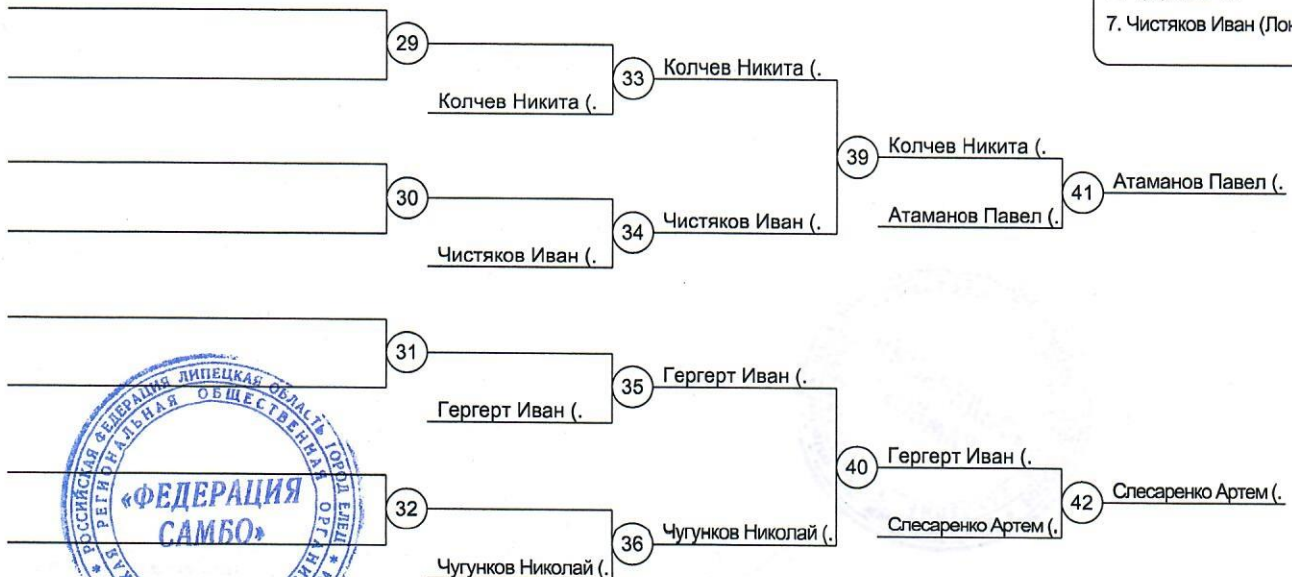 7. Чистяков Иван (Лок
29
33
Колчев Никита (.
Колчев Никита (.
39
Колчев Никита (.
30
34
Чистяков Иван (.
Чистяков Иван (.
41
Атаманов Павел (.
Атаманов Павел (.
31
35
Гергерт Иван (.
Гергерт Иван (.
40
Гергерт Иван (.
32
36
Чугунков Николай (.
Чугунков Николай (.
42
Слесаренко Артем (.
Слесаренко Артем (.
РОССИЙСКАЯ ФЕДЕРАЦИЯ ЛИПЕЦКАЯ ОБЛАСТЬ ГОРОД ЕЛЕЦ *
РЕГИОНАЛЬНАЯ ОБЩЕСТВЕННАЯ
«ФЕДЕРАЦИЯ
САМБО»